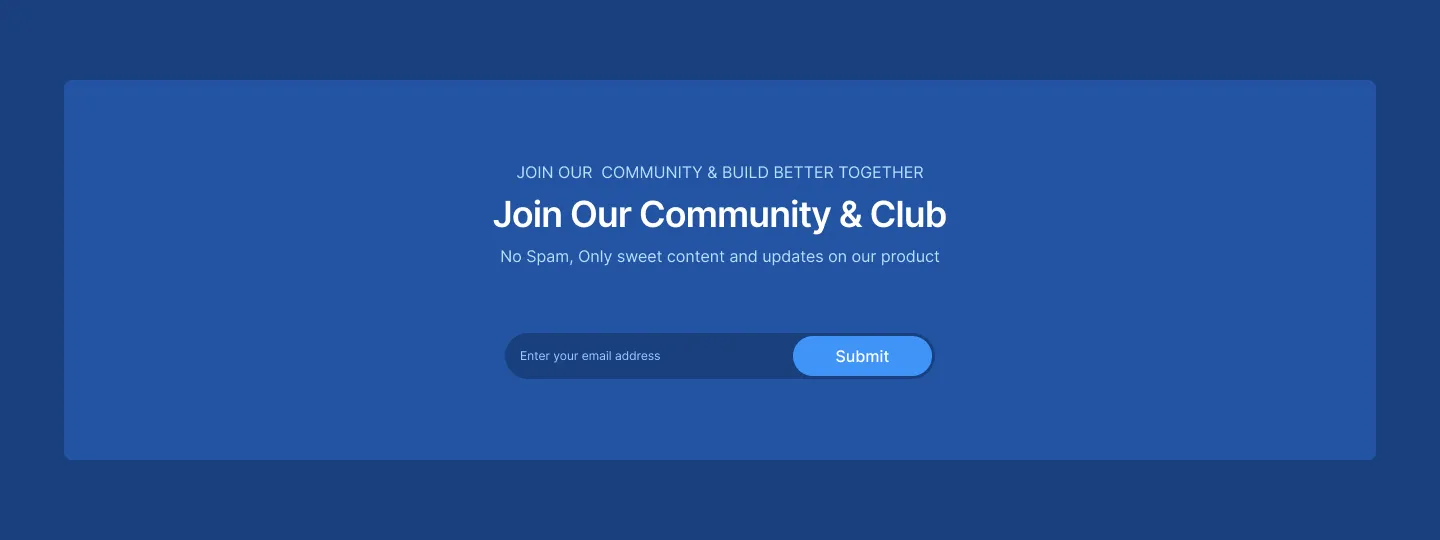 JOIN OUR  COMMUNITY & BUILD BETTER TOGETHER
Join Our Community & Club
No Spam, Only sweet content and updates on our product
Enter your email address
Submit